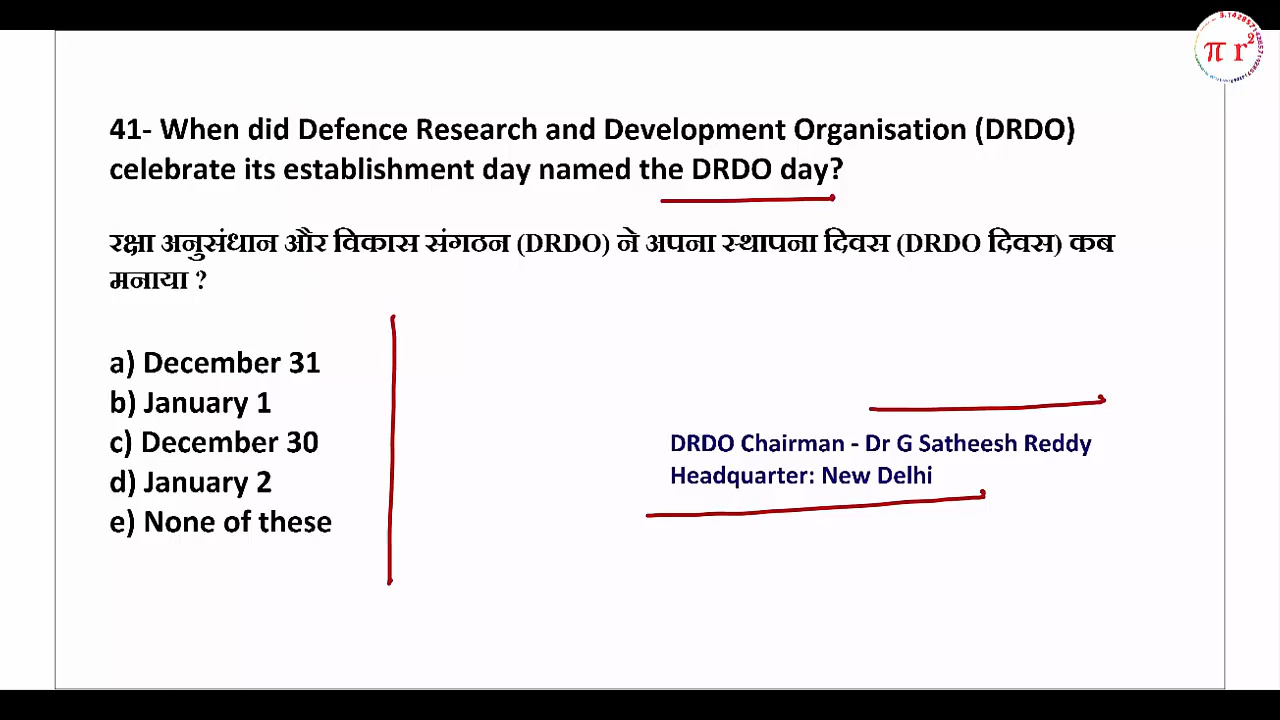 πr²
41- When did Defence Research and Development Organisation (DRDO)
celebrate its establishment day named the DRDO day?
रक्षा अनुसंधान और विकास संगठन (DRDO) ने अपना स्थापना दिवस (DRDO दिवस) कब
मनाया ?
a) December 31
b) January 1
c) December 30
d) January 2
e) None of these
DRDO Chairman - Dr G Satheesh Reddy
Headquarter: New Delhi